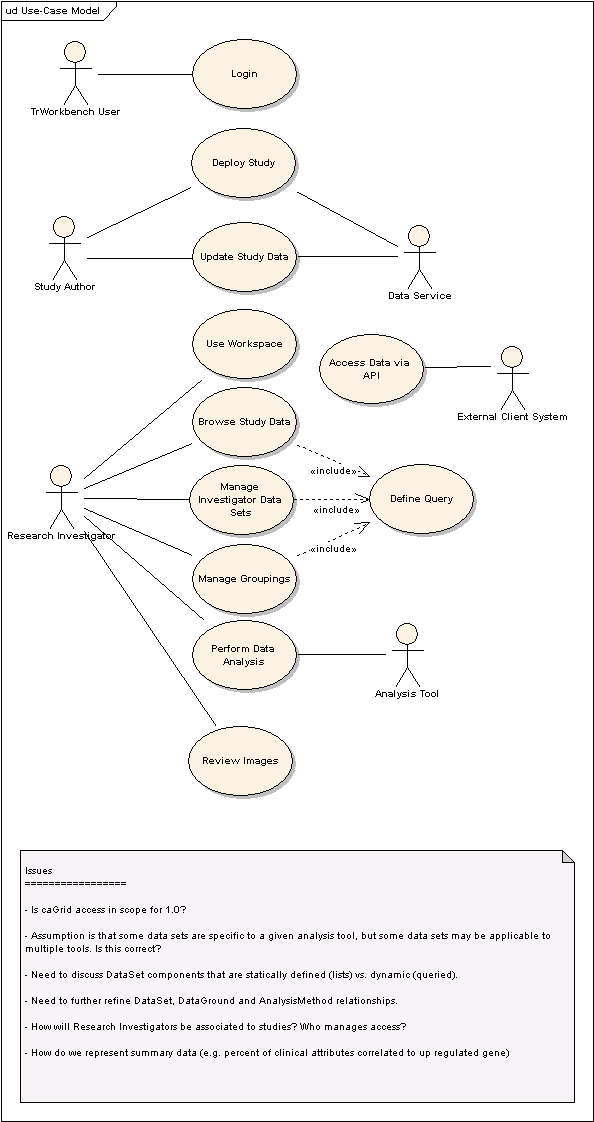 ud Use-Case Model
Login
TrWorkbench User
Deploy Study
Update Study Data
Study Author
Data Service
Use Workspace
Access Data via
API
External Client System
Browse Study Data
«include»
Manage
Investigator Data
Sets
«include»
Define Query
Research Investigator
«include»
Manage Groupings
Perform Data
Analysis
Analysis Tool
Review Images
Issues
=================
- Is caGrid access in scope for 1.0?
- Assumption is that some data sets are specific to a given analysis tool, but some data sets may be applicable to
multiple tools. Is this correct?
- Need to discuss DataSet components that are statically defined (lists) vs. dynamic (queried).
- Need to further refine DataSet, DataGround and AnalysisMethod relationships.
- How will Research Investigators be associated to studies? Who manages access?
- How do we represent summary data (e.g. percent of clinical attributes correlated to up regulated gene)